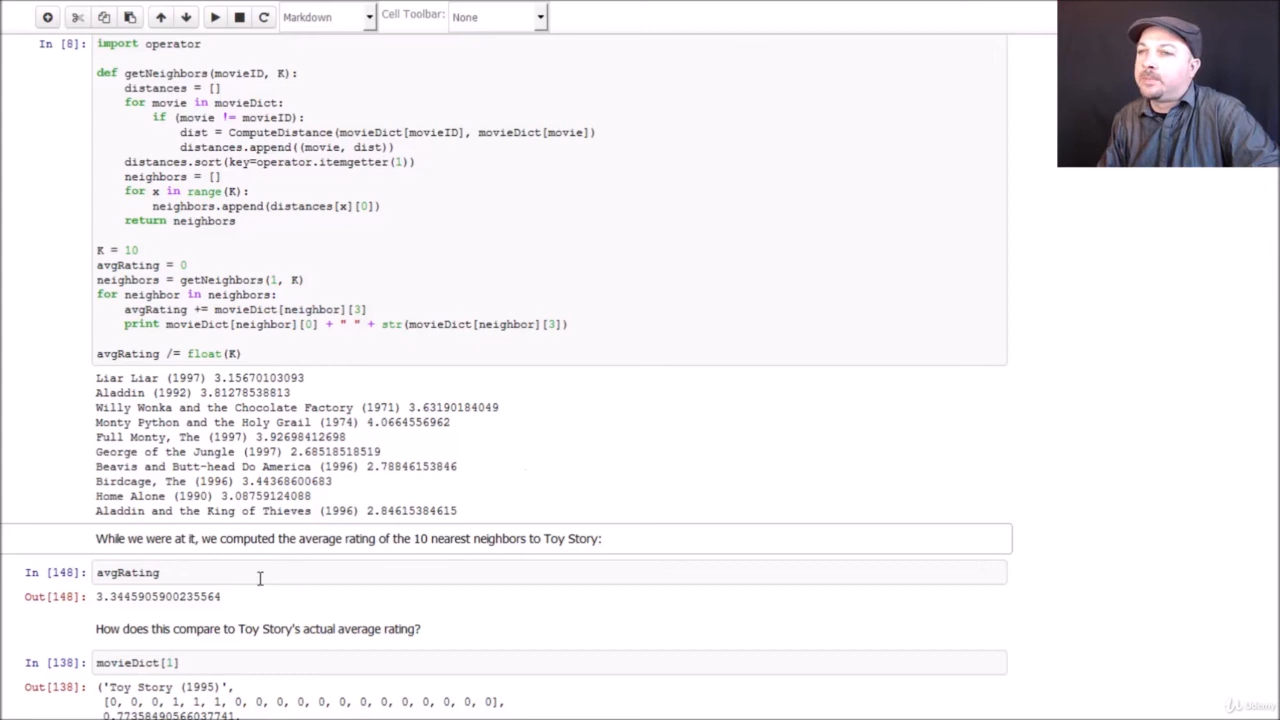 Markdown
Cell Toolbar:
None
In [8]:
import operator
def getNeighbors(movieID, K):
distances = []
for movie in movieDict:
if (movie != movieID):
dist = ComputeDistance(movieDict[movieID], movieDict[movie])
distances.append((movie, dist))
distances.sort(key=operator.itemgetter(1))
neighbors = []
for x in range(K):
neighbors.append(distances[x][0])
return neighbors
K = 10
avgRating = 0
neighbors = getNeighbors(1, K)
for neighbor in neighbors:
avgRating += movieDict[neighbor][3]
print movieDict[neighbor][0] + " " + str(movieDict[neighbor][3])
avgRating /= float(K)
Liar Liar (1997) 3.15670103093
Aladdin (1992) 3.81278538813
Willy Wonka and the Chocolate Factory (1971) 3.63190184049
Monty Python and the Holy Grail (1974) 4.0664556962
Full Monty, The (1997) 3.92698412698
George of the Jungle (1997) 2.68518518519
Beavis and Butt-head Do America (1996) 2.78846153846
Birdcage, The (1996) 3.44368600683
Home Alone (1990) 3.08759124088
Aladdin and the King of Thieves (1996) 2.84615384615
While we were at it, we computed the average rating of the 10 nearest neighbors to Toy Story:
In [148]: avgRating
Out[148]: 3.3445905900235564
How does this compare to Toy Story's actual average rating?
In [138]: movieDict[1]
Out[138]: ('Toy Story (1995)',
[0, 0, 0, 1, 1, 1, 0, 0, 0, 0, 0, 0, 0, 0, 0, 0, 0, 0, 0],
0.77358490566037741,
Udemy